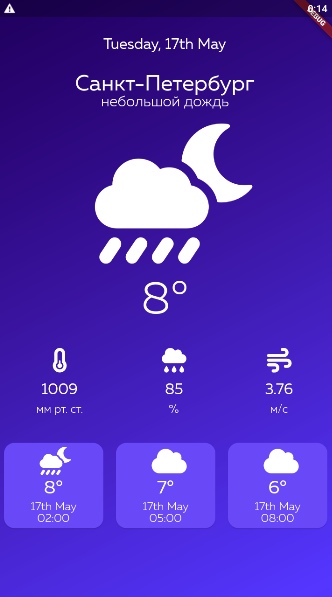 8:14
DEBUG
Tuesday, 17th May
Санкт-Петербург
небольшой дождь
8°
1009 85 3.76
мм рт. ст. % м/с
8° 7° 6°
17th May 17th May 17th May
02:00 05:00 08:00